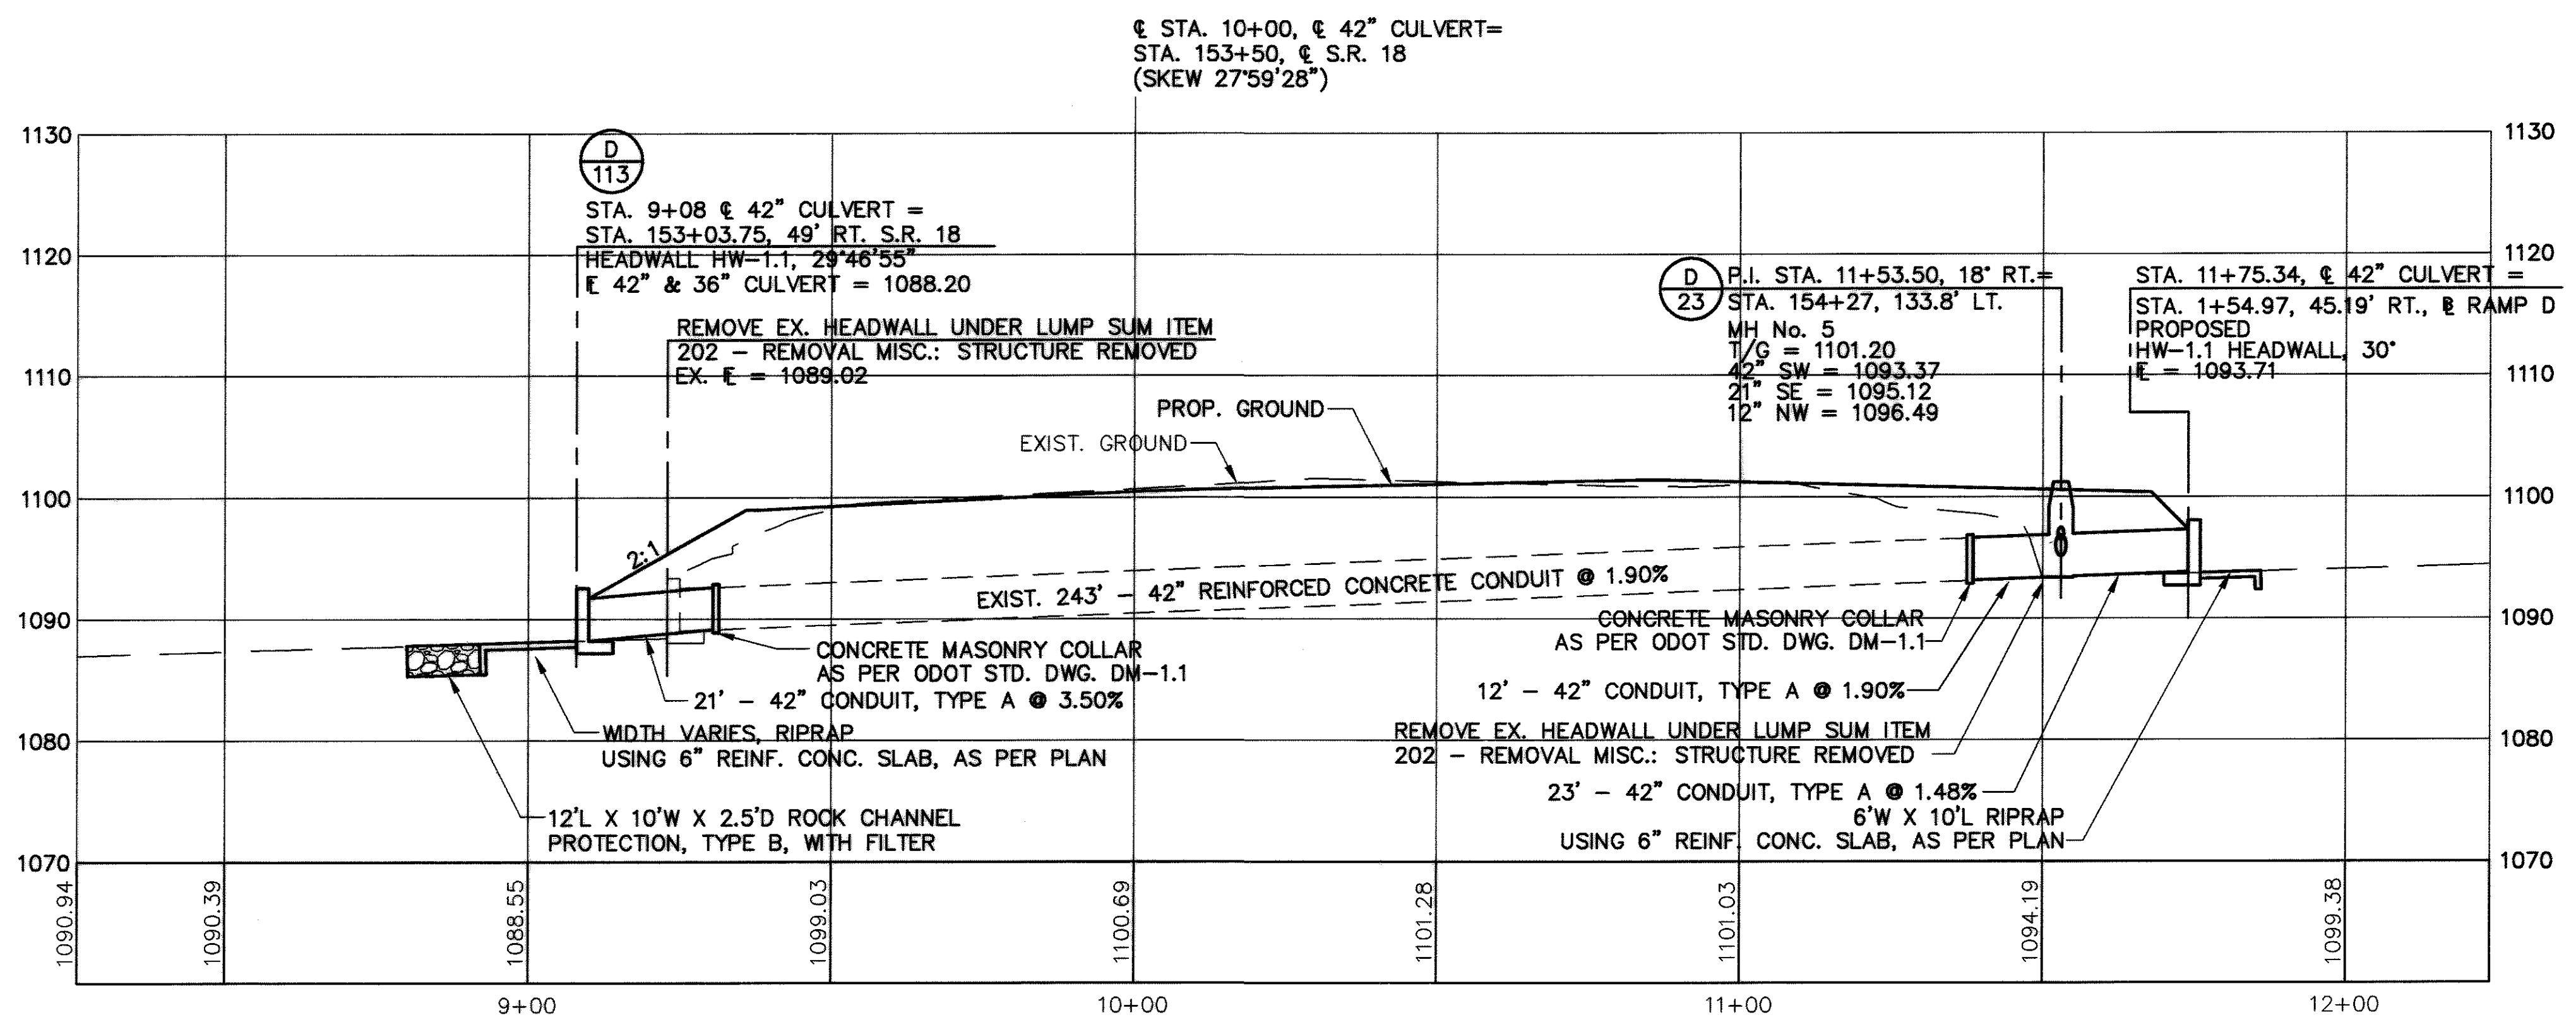 ℄ STA. 10+00, ℄ 42" CULVERT=
STA. 153+50, ℄ S.R. 18
(SKEW 27°59'28")
1130
1130
D
113
STA. 9+08 ℄ 42" CULVERT =
STA. 153+03.75, 49' RT. S.R. 18
HEADWALL HW-1.1, 29°46'55"
FL 42" & 36" CULVERT = 1088.20
1120
1120
D
23
P.I. STA. 11+53.50, 18° RT.=
STA. 154+27, 133.8' LT.
MH No. 5
T/G = 1101.20
42" SW = 1093.37
21" SE = 1095.12
12" NW = 1096.49
STA. 11+75.34, ℄ 42" CULVERT =
STA. 1+54.97, 45.19' RT., BL RAMP D
PROPOSED
HW-1.1 HEADWALL, 30°
FL = 1093.71
REMOVE EX. HEADWALL UNDER LUMP SUM ITEM
202 - REMOVAL MISC.: STRUCTURE REMOVED
EX. FL = 1089.02
1110
1110
PROP. GROUND
EXIST. GROUND
1100
1100
2:1
EXIST. 243' - 42" REINFORCED CONCRETE CONDUIT @ 1.90%
1090
1090
CONCRETE MASONRY COLLAR
AS PER ODOT STD. DWG. DM-1.1
21' - 42" CONDUIT, TYPE A @ 3.50%
WIDTH VARIES, RIPRAP
USING 6" REINF. CONC. SLAB, AS PER PLAN
12'L X 10'W X 2.5'D ROCK CHANNEL
PROTECTION, TYPE B, WITH FILTER
CONCRETE MASONRY COLLAR
AS PER ODOT STD. DWG. DM-1.1
12' - 42" CONDUIT, TYPE A @ 1.90%
REMOVE EX. HEADWALL UNDER LUMP SUM ITEM
202 - REMOVAL MISC.: STRUCTURE REMOVED
23' - 42" CONDUIT, TYPE A @ 1.48%
6'W X 10'L RIPRAP
USING 6" REINF. CONC. SLAB, AS PER PLAN
1080
1080
1070
1070
1090.94
1090.39
1088.55
1099.03
1100.69
1101.28
1101.03
1094.19
1099.38
9+00
10+00
11+00
12+00